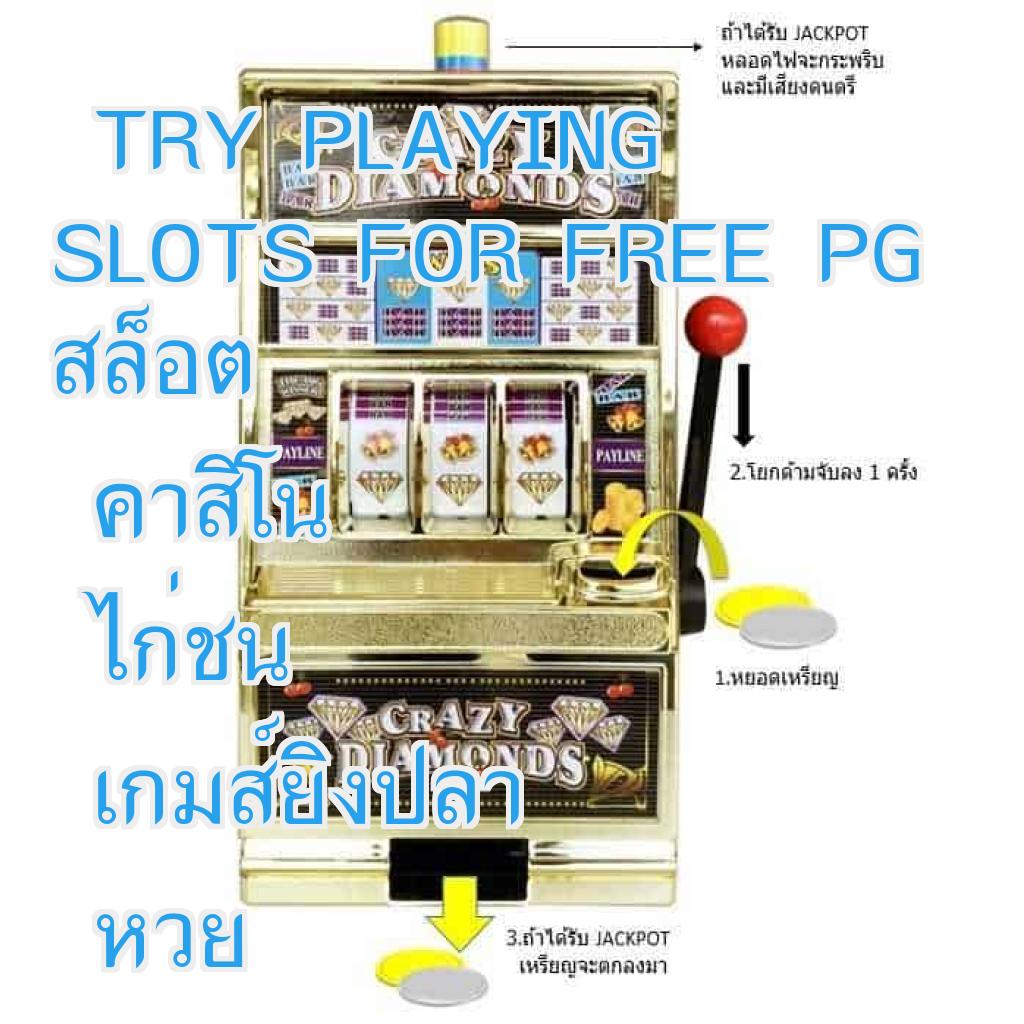 ถ้าได้รับ JACKPOT
หลอดไฟจะกระพริบ
และมีเสียงดนตรี
TRY PLAYING
CRAZY
DIAMONDS
SLOTS FOR FREE PG
สล็อต
PAYLINE
PAYLINE
2.โยกด้ามจับลง 1 ครั้ง
คาสิโน
ไก่ชน
1.หยอดเหรียญ
CRAZY
DIAMONDS
เกมส์ยิงปลา
หวย
3.ถ้าได้รับ JACKPOT
เหรียญจะตกลงมา